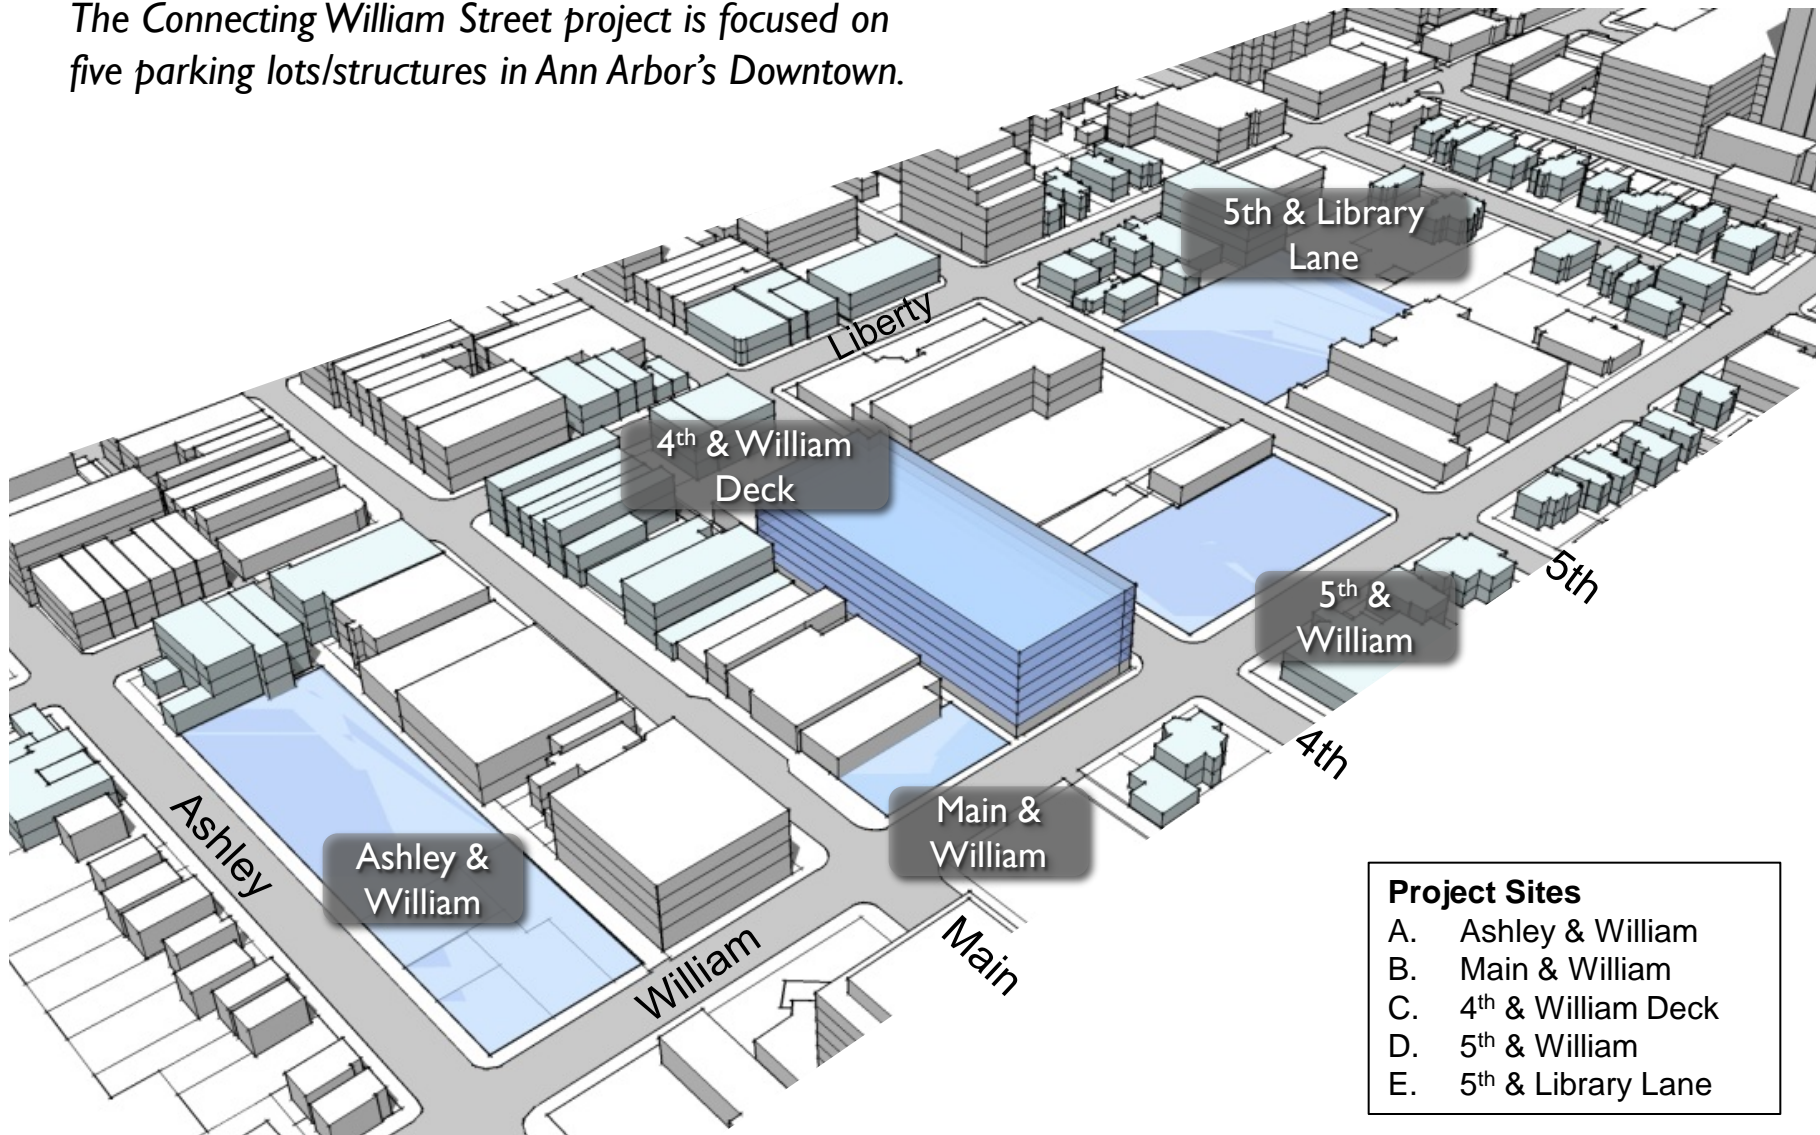 The Connecting William Street project is focused on
five parking lots/structures in Ann Arbor's Downtown.
5th & Library
Lane
Liberty
4th & William
Deck
5th
5th &
William
4th
Main &
William
Ashley
Ashley &
William
William
Main
Project Sites
A. Ashley & William
B. Main & William
C. 4th & William Deck
D. 5th & William
E. 5th & Library Lane